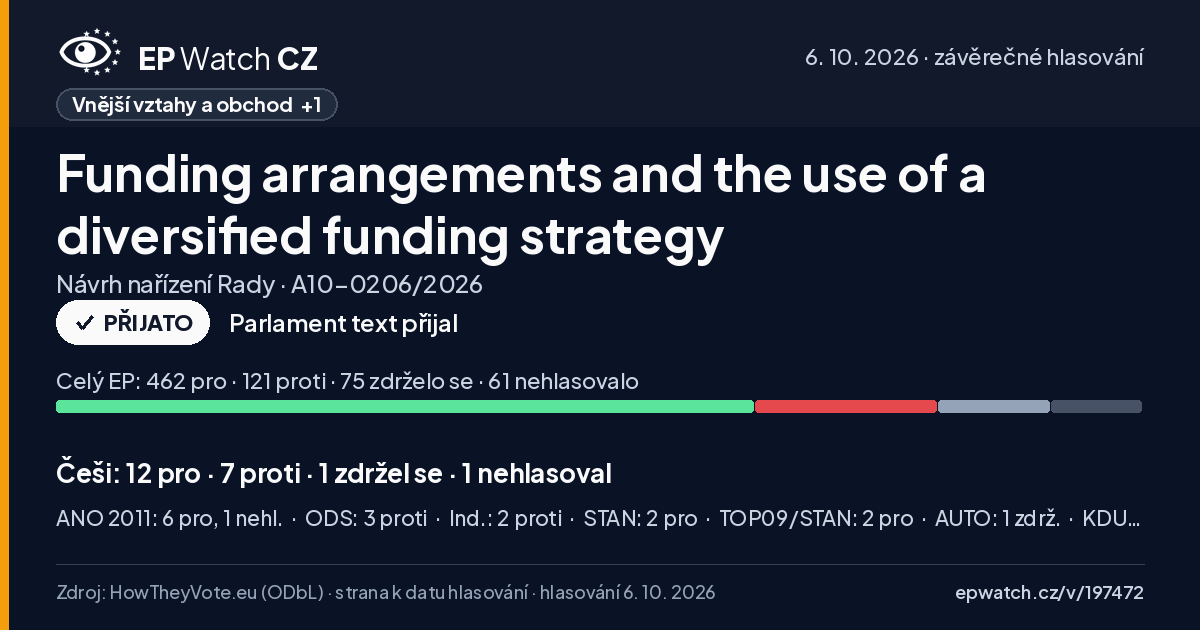 EP Watch CZ
6. 10. 2026 · závěrečné hlasování
Vnější vztahy a obchod +1
Funding arrangements and the use of a
diversified funding strategy
Návrh nařízení Rady · A10-0206/2026
✓ PŘIJATO Parlament text přijal
Celý EP: 462 pro · 121 proti · 75 zdrželo se · 61 nehlasovalo
Češi: 12 pro · 7 proti · 1 zdržel se · 1 nehlasoval
ANO 2011: 6 pro, 1 nehl. · ODS: 3 proti · Ind.: 2 proti · STAN: 2 pro · TOP09/STAN: 2 pro · AUTO: 1 zdrž. · KDU…
Zdroj: HowTheyVote.eu (ODbL) · strana k datu hlasování · hlasování 6. 10. 2026
epwatch.cz/v/197472